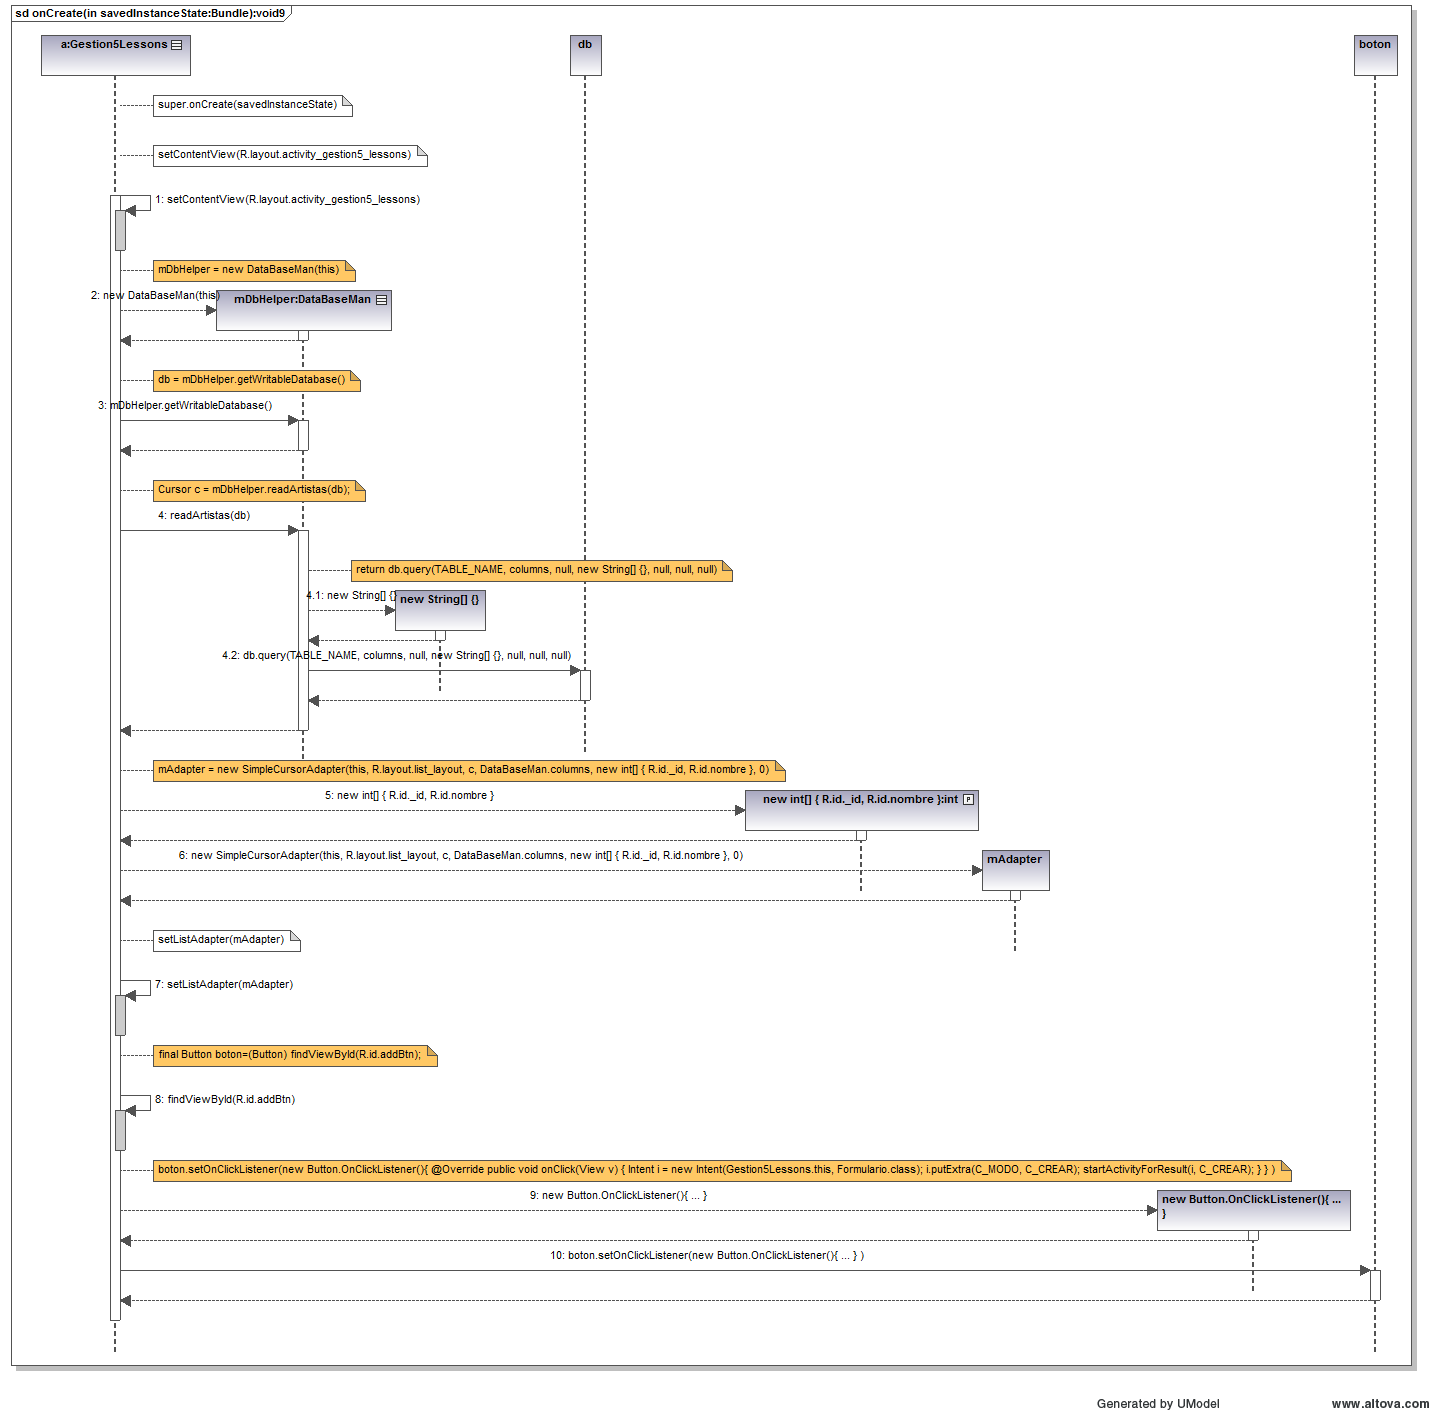 sd onCreate(in savedInstanceState:Bundle):void9
a:Gestion5Lessons
db
boton
super.onCreate(savedInstanceState)
setContentView(R.layout.activity_gestion5_lessons)
1: setContentView(R.layout.activity_gestion5_lessons)
mDbHelper = new DataBaseMan(this)
2: new DataBaseMan(this)
mDbHelper:DataBaseMan
db = mDbHelper.getWritableDatabase()
3: mDbHelper.getWritableDatabase()
Cursor c = mDbHelper.readArtistas(db);
4: readArtistas(db)
return db.query(TABLE_NAME, columns, null, new String[] {}, null, null, null)
4.1: new String[] {}
new String[] {}
4.2: db.query(TABLE_NAME, columns, null, new String[] {}, null, null, null)
mAdapter = new SimpleCursorAdapter(this, R.layout.list_layout, c, DataBaseMan.columns, new int[] { R.id._id, R.id.nombre }, 0)
5: new int[] { R.id._id, R.id.nombre }
new int[] { R.id._id, R.id.nombre }:int
P
6: new SimpleCursorAdapter(this, R.layout.list_layout, c, DataBaseMan.columns, new int[] { R.id._id, R.id.nombre }, 0)
mAdapter
setListAdapter(mAdapter)
7: setListAdapter(mAdapter)
final Button boton=(Button) findViewById(R.id.addBtn);
8: findViewById(R.id.addBtn)
boton.setOnClickListener(new Button.OnClickListener(){ @Override public void onClick(View v) { Intent i = new Intent(Gestion5Lessons.this, Formulario.class); i.putExtra(C_MODO, C_CREAR); startActivityForResult(i, C_CREAR); } } )
9: new Button.OnClickListener(){ ... }
new Button.OnClickListener(){ ...
}
10: boton.setOnClickListener(new Button.OnClickListener(){ ... } )
Generated by UModel
www.altova.com